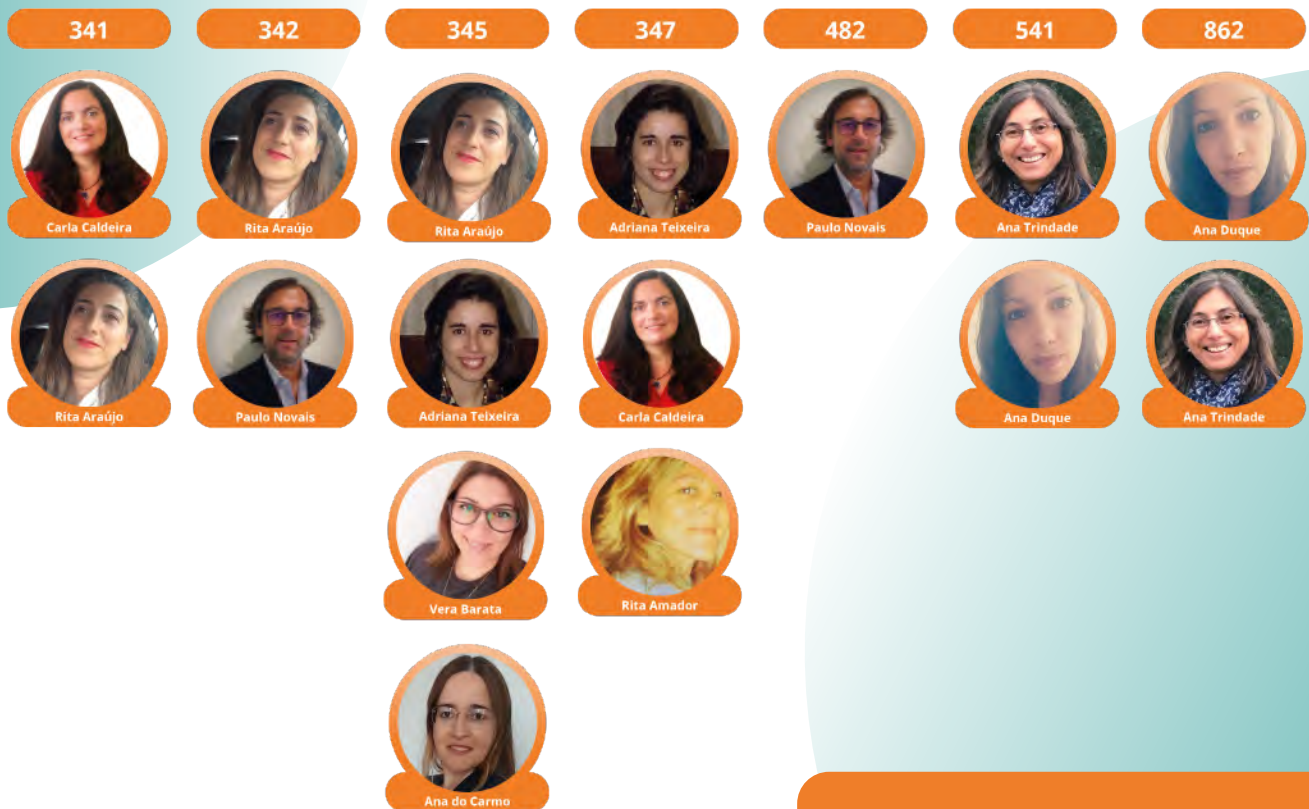 341 342 345 347 482 541 862
Carla Caldeira Rita Araújo Rita Araújo Adriana Teixeira Paulo Novais Ana Trindade Ana Duque
Rita Araújo Paulo Novais Adriana Teixeira Carla Caldeira Ana Duque Ana Trindade
Vera Barata Rita Amador
Ana do Carmo